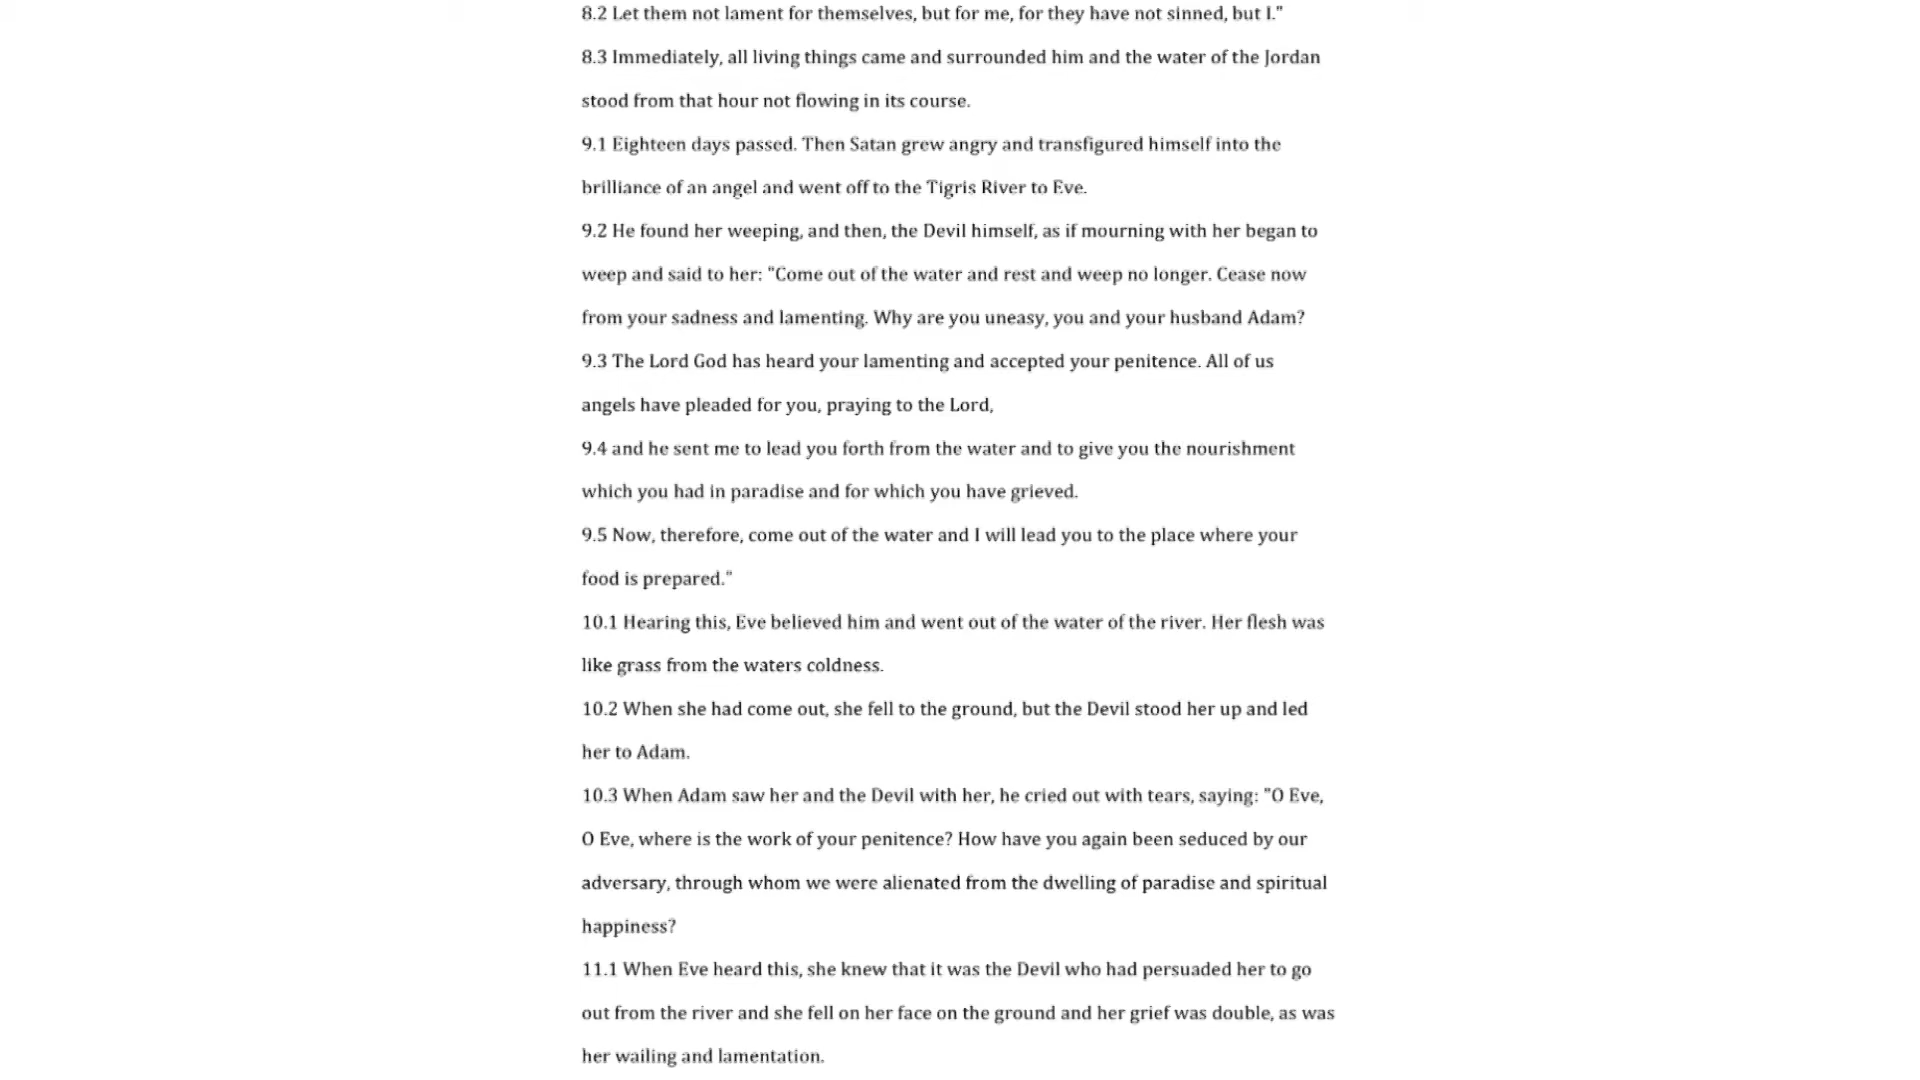 8.2 Let them not lament for themselves, but for me, for they have not sinned, but I."
8.3 Immediately, all living things came and surrounded him and the water of the Jordan
stood from that hour not flowing in its course.
9.1 Eighteen days passed. Then Satan grew angry and transfigured himself into the
brilliance of an angel and went off to the Tigris River to Eve.
9.2 He found her weeping, and then, the Devil himself, as if mourning with her began to
weep and said to her: "Come out of the water and rest and weep no longer. Cease now
from your sadness and lamenting. Why are you uneasy, you and your husband Adam?
9.3 The Lord God has heard your lamenting and accepted your penitence. All of us
angels have pleaded for you, praying to the Lord,
9.4 and he sent me to lead you forth from the water and to give you the nourishment
which you had in paradise and for which you have grieved.
9.5 Now, therefore, come out of the water and I will lead you to the place where your
food is prepared."
10.1 Hearing this, Eve believed him and went out of the water of the river. Her flesh was
like grass from the waters coldness.
10.2 When she had come out, she fell to the ground, but the Devil stood her up and led
her to Adam.
10.3 When Adam saw her and the Devil with her, he cried out with tears, saying: "O Eve,
O Eve, where is the work of your penitence? How have you again been seduced by our
adversary, through whom we were alienated from the dwelling of paradise and spiritual
happiness?
11.1 When Eve heard this, she knew that it was the Devil who had persuaded her to go
out from the river and she fell on her face on the ground and her grief was double, as was
her wailing and lamentation.